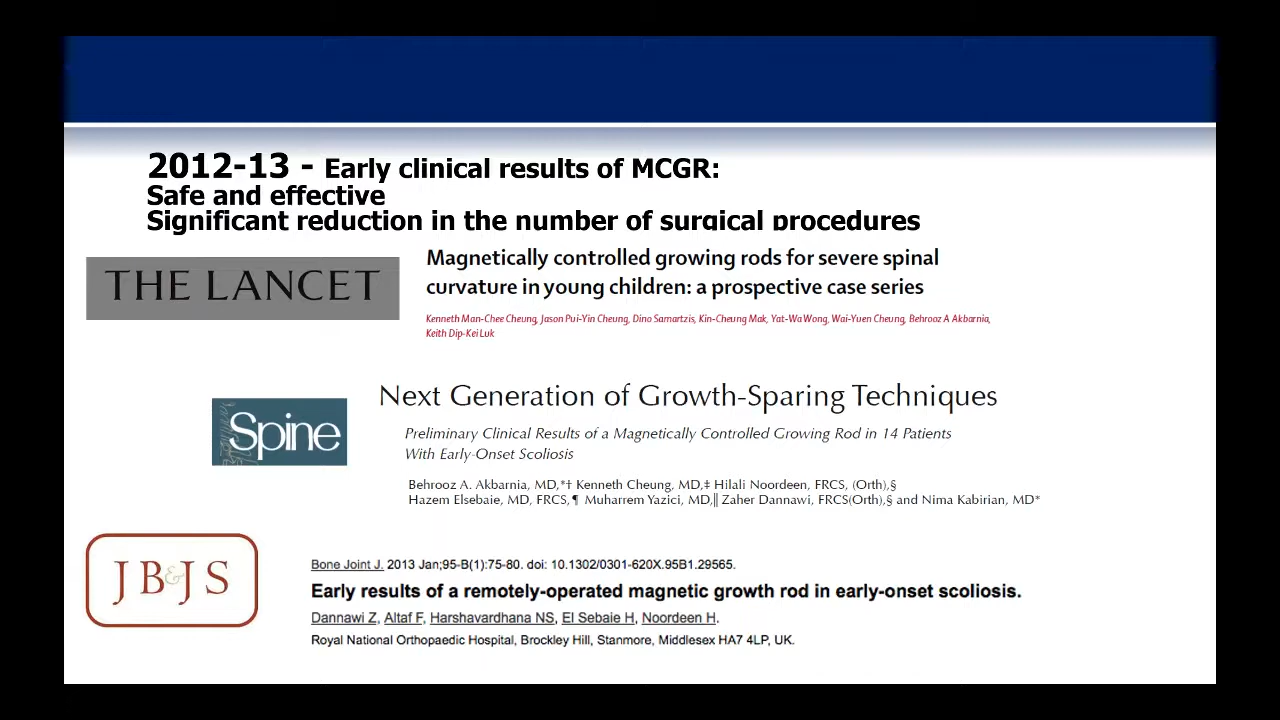 2012-13 - Early clinical results of MCGR:
Safe and effective
Significant reduction in the number of surgical procedures
THE LANCET
Magnetically controlled growing rods for severe spinal
curvature in young children: a prospective case series
Kenneth Man-Chee Cheung, Jason Pui-Yin Cheung, Dino Samartzis, Kin-Cheung Mak, Yat-Wa Wong, Wai-Yuen Cheung, Behrooz A Akbarnia,
Keith Dip-Kei Luk
Spine
Next Generation of Growth-Sparing Techniques
Preliminary Clinical Results of a Magnetically Controlled Growing Rod in 14 Patients
With Early-Onset Scoliosis
Behrooz A. Akbarnia, MD,*† Kenneth Cheung, MD,‡ Hilali Noordeen, FRCS, (Orth),§
Hazem Elsebaie, MD, FRCS,¶ Muharrem Yazici, MD,‖ Zaher Dannawi, FRCS(Orth),§ and Nima Kabirian, MD*
JB&JS
Bone Joint J. 2013 Jan;95-B(1):75-80. doi: 10.1302/0301-620X.95B1.29565.
Early results of a remotely-operated magnetic growth rod in early-onset scoliosis.
Dannawi Z, Altaf F, Harshavardhana NS, El Sebaie H, Noordeen H.
Royal National Orthopaedic Hospital, Brockley Hill, Stanmore, Middlesex HA7 4LP, UK.